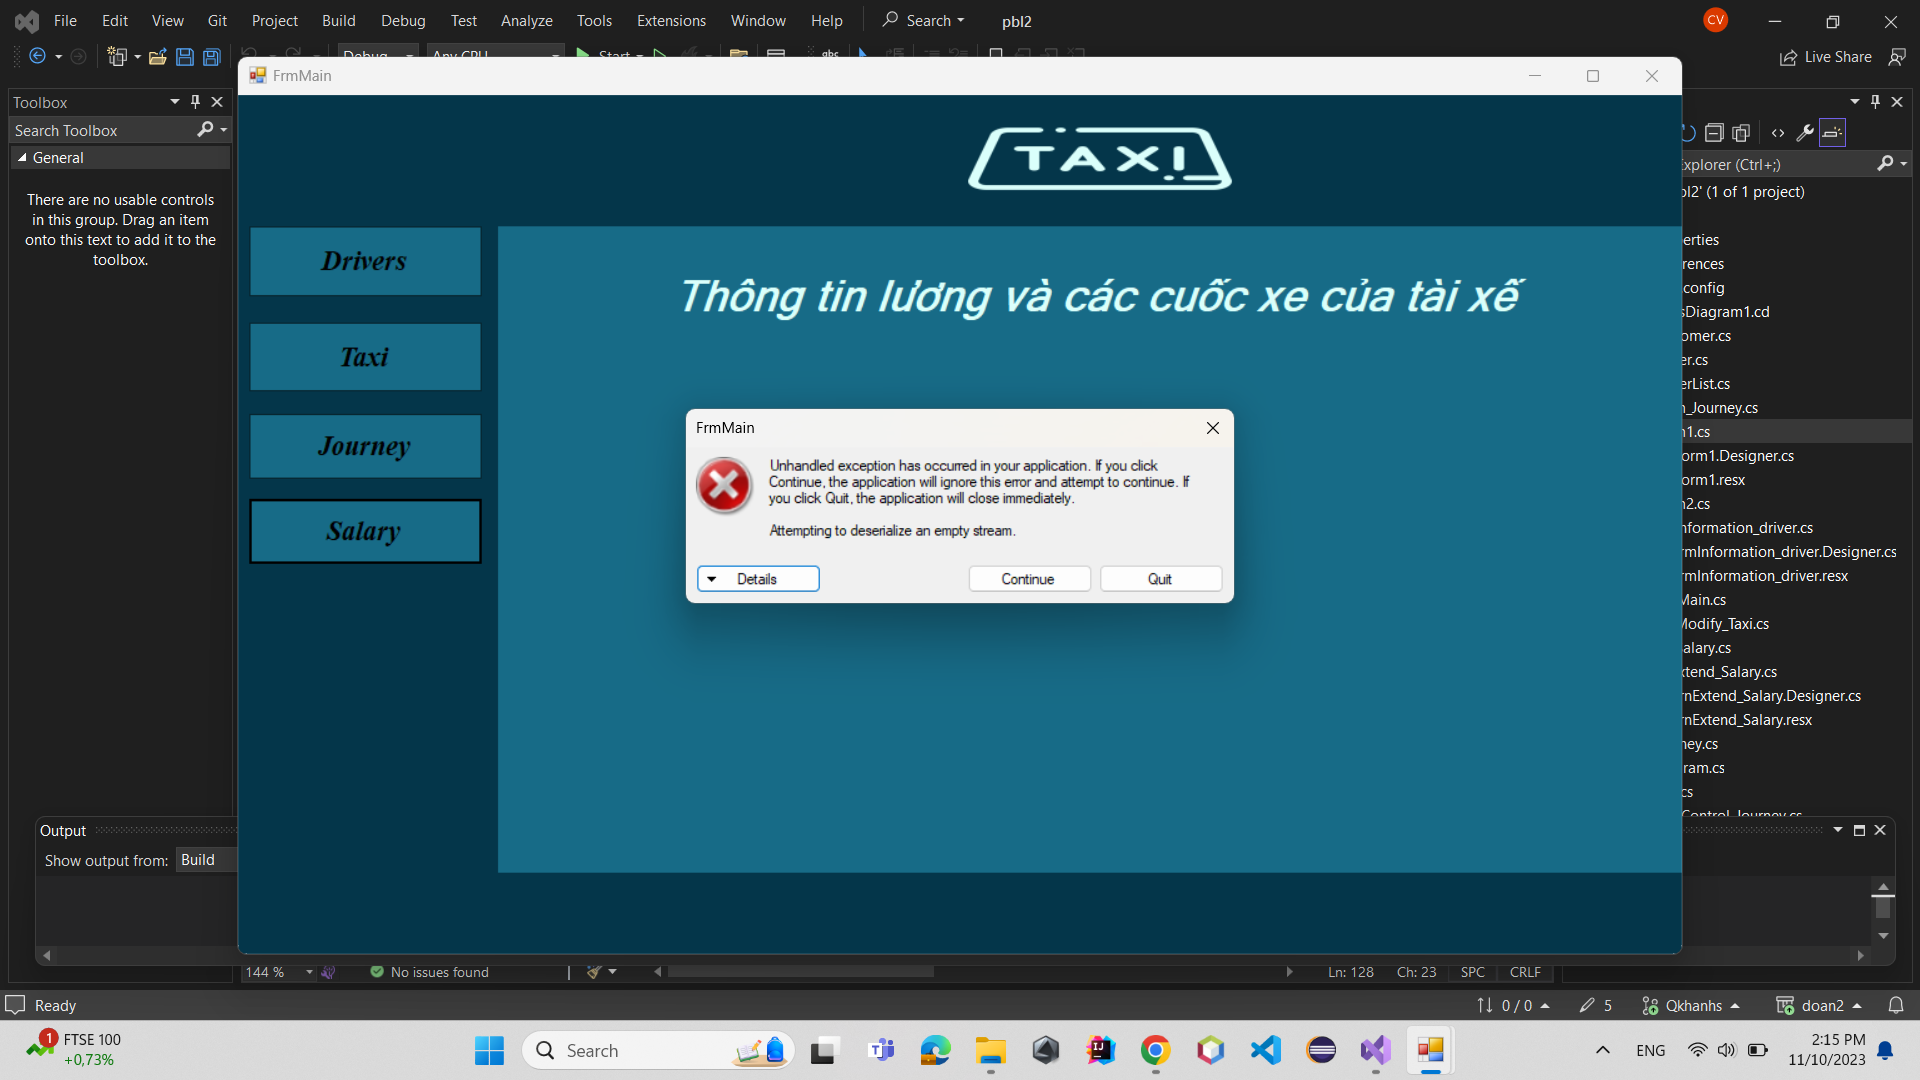 File Edit View Git Project Build Debug Test Analyze Tools Extensions Window Help Search pbl2 CV
Live Share
FrmMain
Toolbox
Search Toolbox
General
There are no usable controls
in this group. Drag an item
onto this text to add it to the
toolbox.
TAXI
Drivers
Taxi
Journey
Salary
Thông tin lương và các cuốc xe của tài xế
FrmMain
Unhandled exception has occurred in your application. If you click
Continue, the application will ignore this error and attempt to continue. If
you click Quit, the application will close immediately.
Attempting to deserialize an empty stream.
Details Continue Quit
xplorer (Ctrl+;)
bl2' (1 of 1 project)
erties
rences
config
sDiagram1.cd
omer.cs
er.cs
erList.cs
n_Journey.cs
n1.cs
orm1.Designer.cs
orm1.resx
n2.cs
nformation_driver.cs
rmInformation_driver.Designer.cs
rmInformation_driver.resx
Main.cs
Modify_Taxi.cs
alary.cs
xtend_Salary.cs
rnExtend_Salary.Designer.cs
rnExtend_Salary.resx
ney.cs
ram.cs
cs
Output
Show output from: Build
144 % No issues found Ln: 128 Ch: 23 SPC CRLF
Ready 0 / 0 5 Qkhanhs doan2
1 FTSE 100
+0,73%
Search
ENG
2:15 PM
11/10/2023